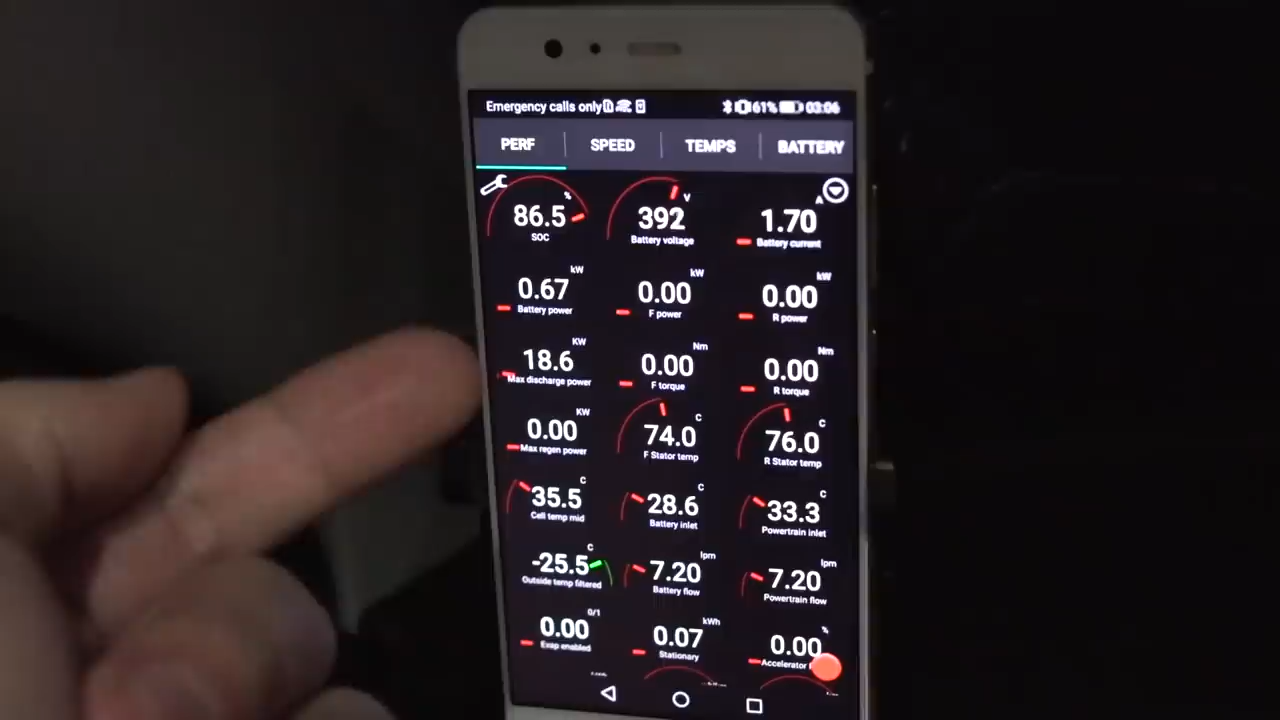 Emergency calls only 61% 03:06
PERF SPEED TEMPS BATTERY
% V A
86.5 392 1.70
SOC Battery voltage Battery current
kW kW kW
0.67 0.00 0.00
Battery power F power R power
KW Nm Nm
18.6 0.00 0.00
Max discharge power F torque R torque
KW C C
0.00 74.0 76.0
Max regen power F Stator temp R Stator temp
C C C
35.5 28.6 33.3
Cell temp mid Battery inlet Powertrain inlet
C lpm lpm
-25.5 7.20 7.20
Outside temp filtered Battery flow Powertrain flow
0/1 kWh %
0.00 0.07 0.00
Exap enabled Stationary Accelerator